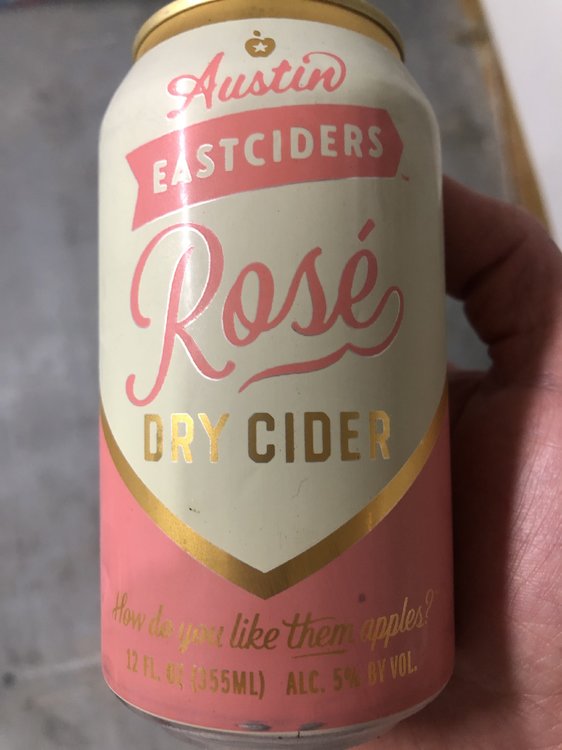 Austin
EASTCIDERS
™
Rosé
DRY CIDER
How do you like them apples?
12 FL. OZ (355ML) ALC. 5% BY VOL.